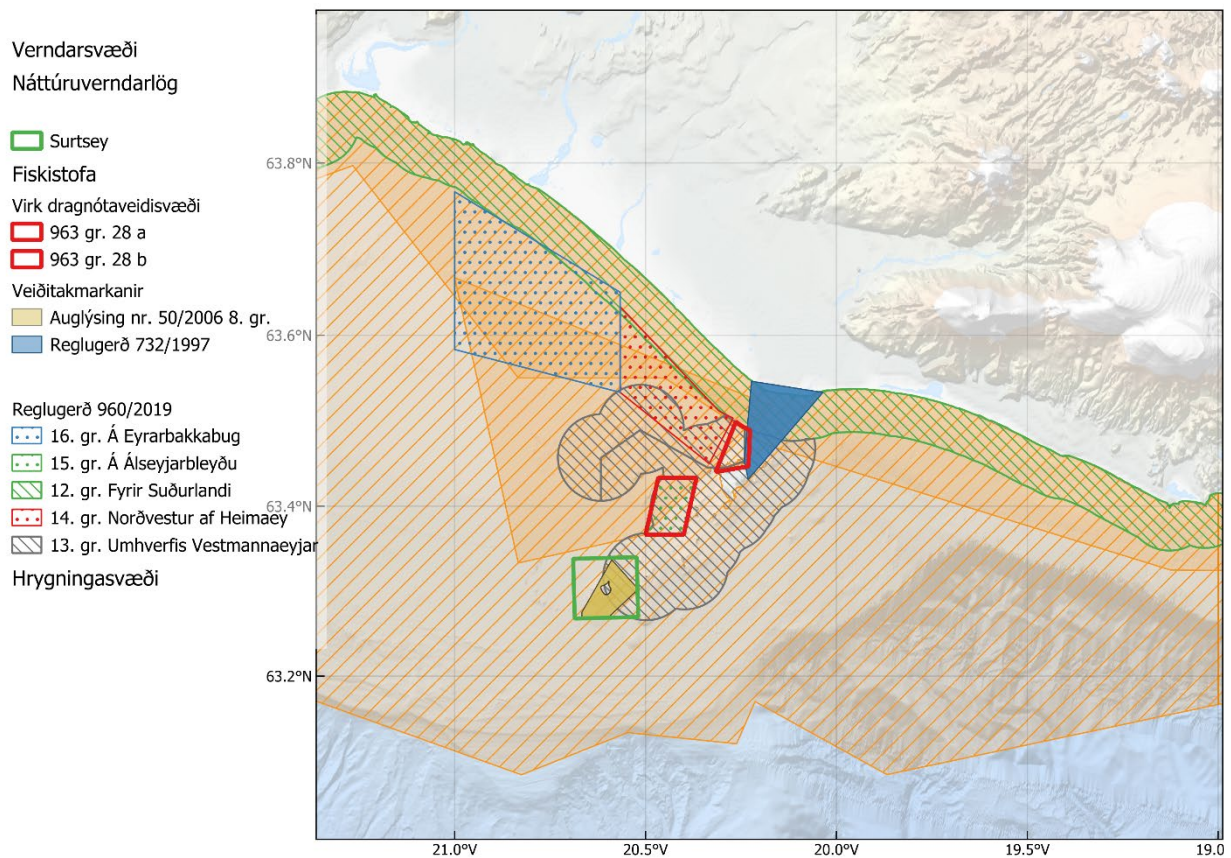 Verndarsvæði
Náttúruverndarlög
Surtsey
Fiskistofa
Virk dragnótaveidisvæði
963 gr. 28 a
963 gr. 28 b
Veiðitakmarkanir
Auglýsing nr. 50/2006 8. gr.
Reglugerð 732/1997
Reglugerð 960/2019
16. gr. Á Eyrarbakkabug
15. gr. Á Álseyjarbleyðu
12. gr. Fyrir Suðurlandi
14. gr. Norðvestur af Heimaey
13. gr. Umhverfis Vestmannaeyjar
Hrygningasvæði
63.8°N
63.6°N
63.4°N
63.2°N
21.0°V
20.5°V
20.0°V
19.5°V
19.0°